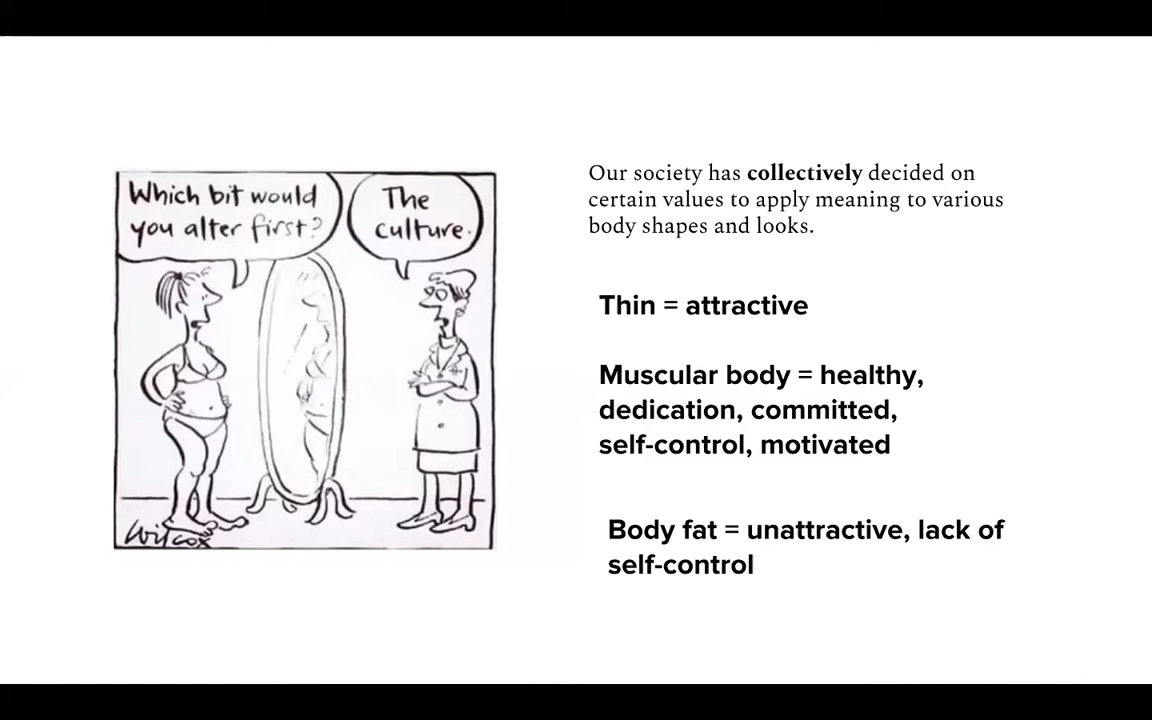 Which bit would
you alter first?
The
culture.
Wilcox
Our society has collectively decided on
certain values to apply meaning to various
body shapes and looks.
Thin = attractive
Muscular body = healthy,
dedication, committed,
self-control, motivated
Body fat = unattractive, lack of
self-control